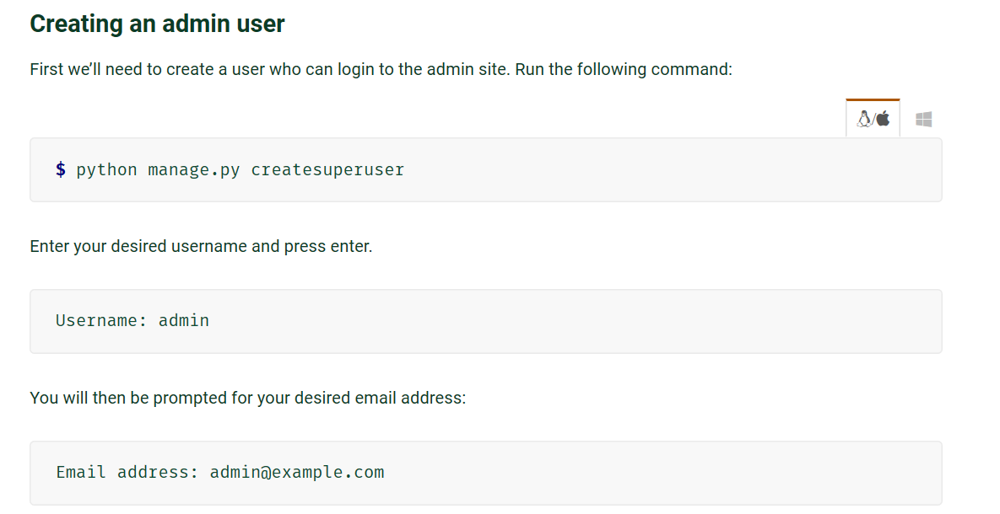 Creating an admin user
First we’ll need to create a user who can login to the admin site. Run the following command:
/
$ python manage.py createsuperuser
Enter your desired username and press enter.
Username: admin
You will then be prompted for your desired email address:
Email address: admin@example.com